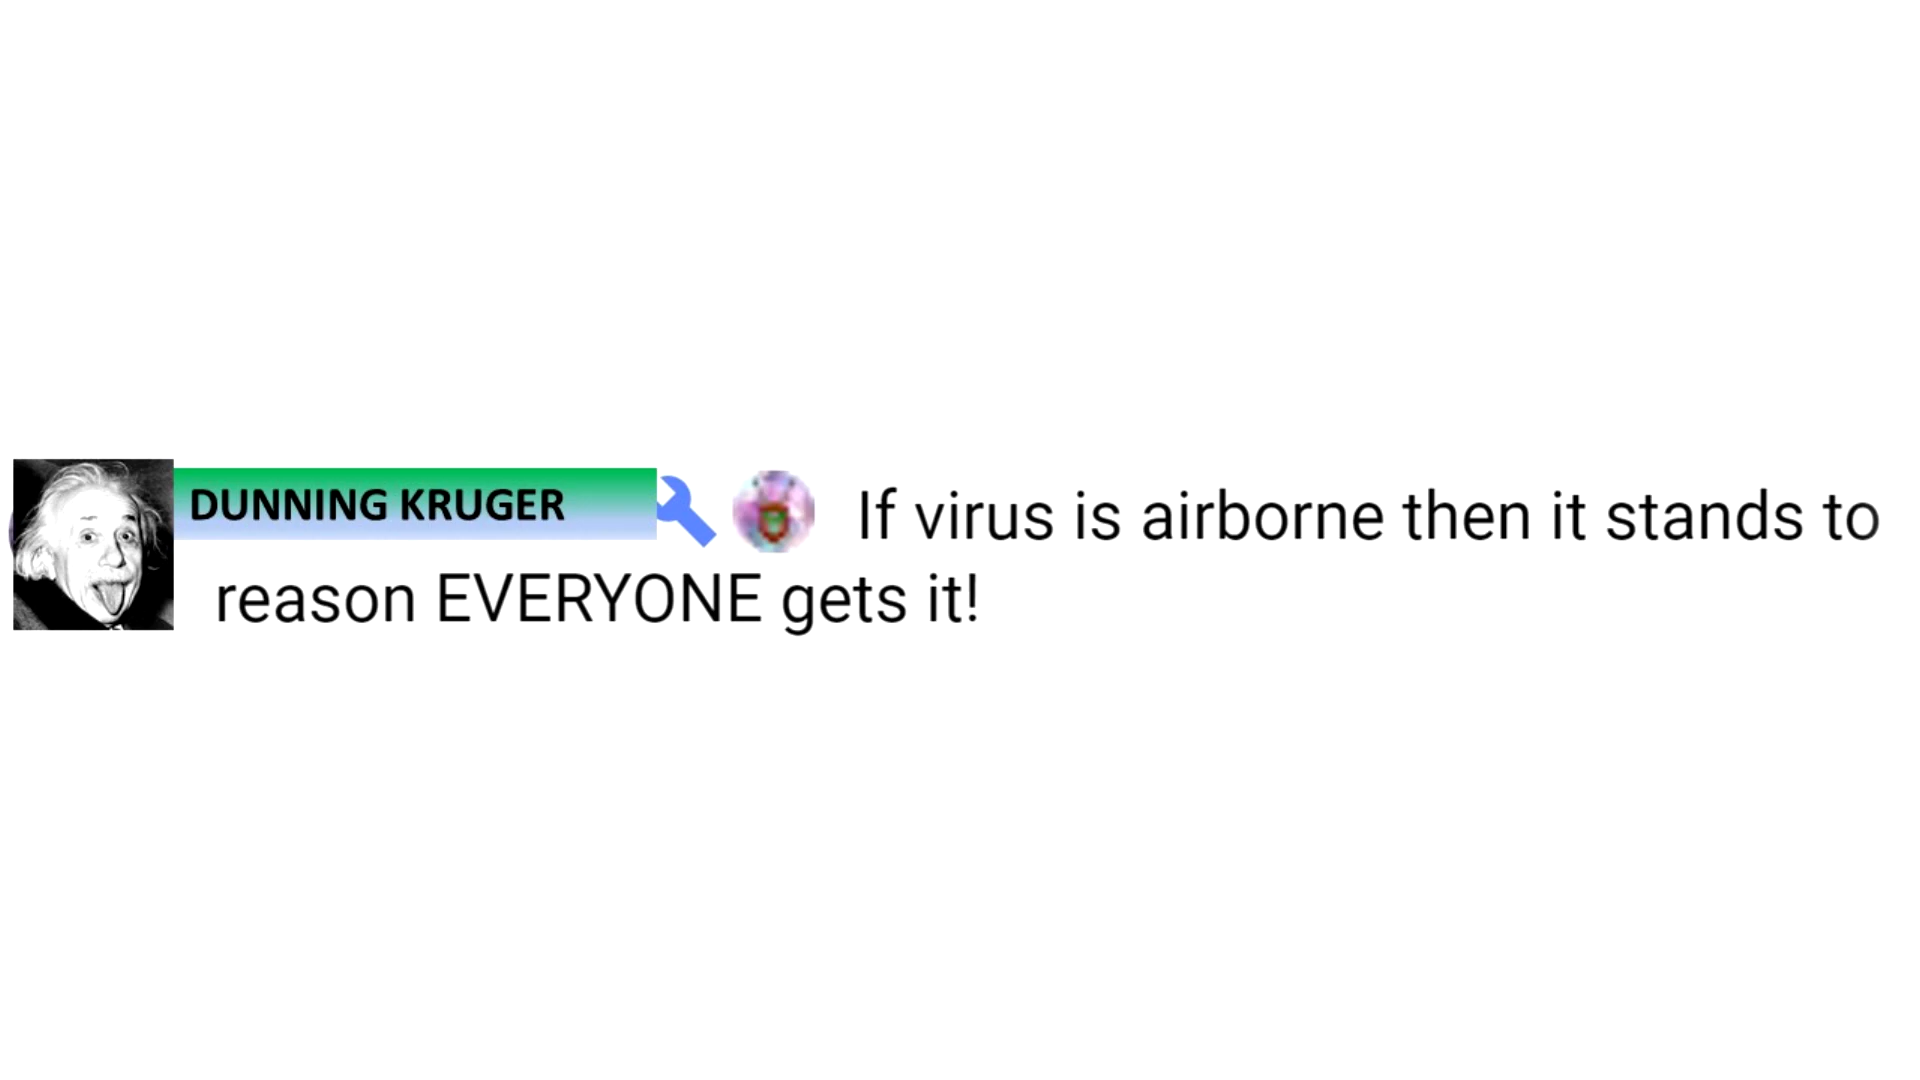 DUNNING KRUGER If virus is airborne then it stands to
reason EVERYONE gets it!